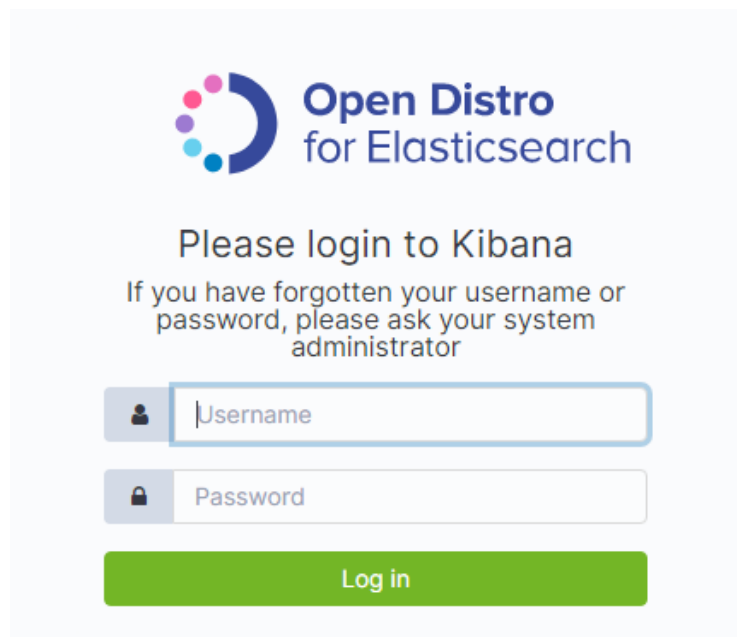 Open Distro
for Elasticsearch
Please login to Kibana
If you have forgotten your username or
password, please ask your system
administrator
Username
Password
Log in